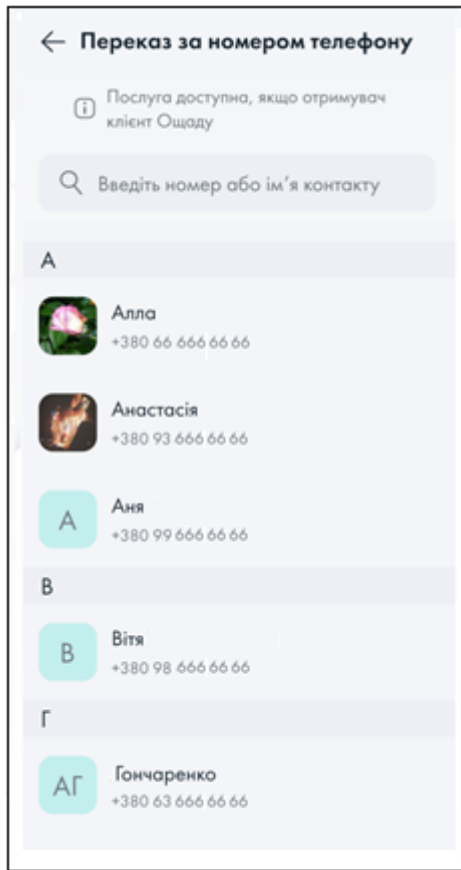 ← Переказ за номером телефону
Послуга доступна, якщо отримувач
клієнт Ощаду
Введіть номер або ім’я контакту
А
Алла
+380 66 666 66 66
Анастасія
+380 93 666 66 66
А
Аня
+380 99 666 66 66
В
В
Вітя
+380 98 666 66 66
Г
АГ
Гончаренко
+380 63 666 66 66